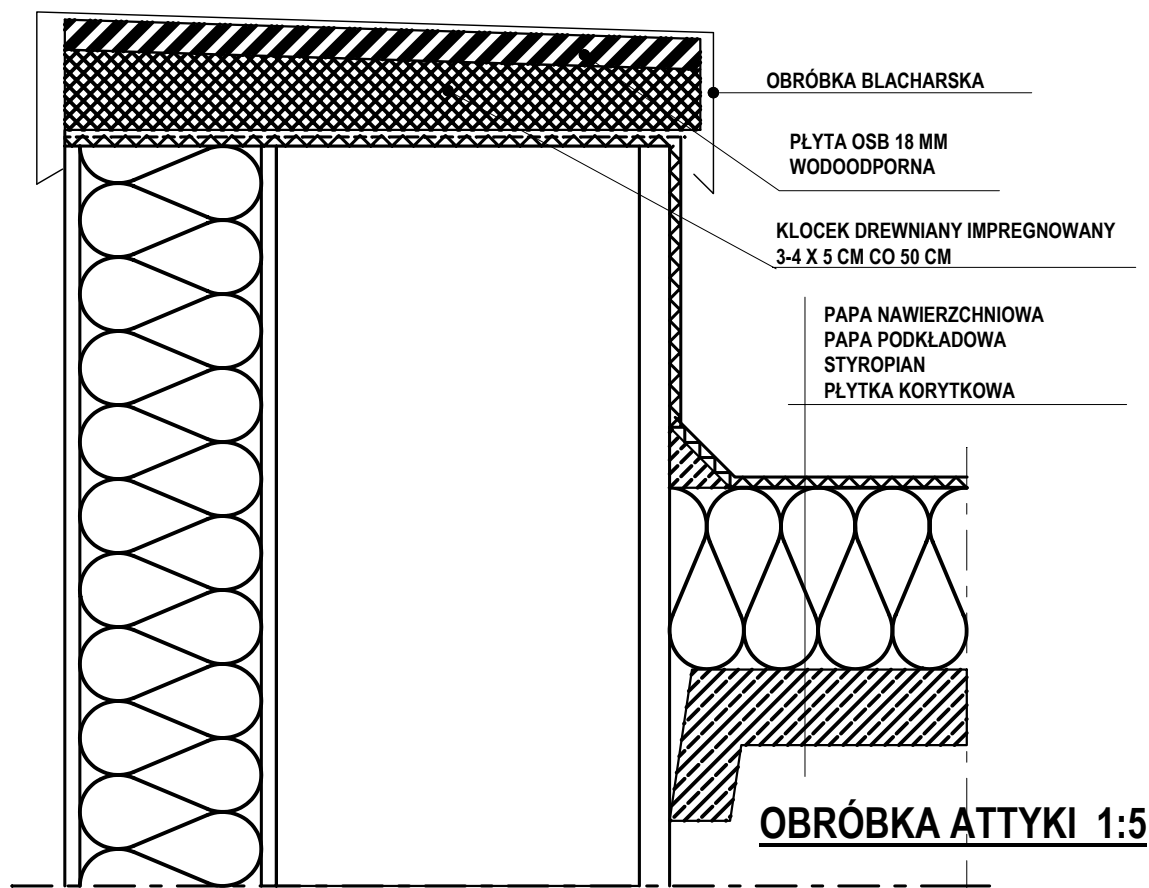 OBRÓBKA BLACHARSKA
PŁYTA OSB 18 MM
WODOODPORNA
KLOCEK DREWNIANY IMPREGNOWANY
3-4 X 5 CM CO 50 CM
PAPA NAWIERZCHNIOWA
PAPA PODKŁADOWA
STYROPIAN
PŁYTKA KORYTKOWA
OBRÓBKA ATTYKI 1:5